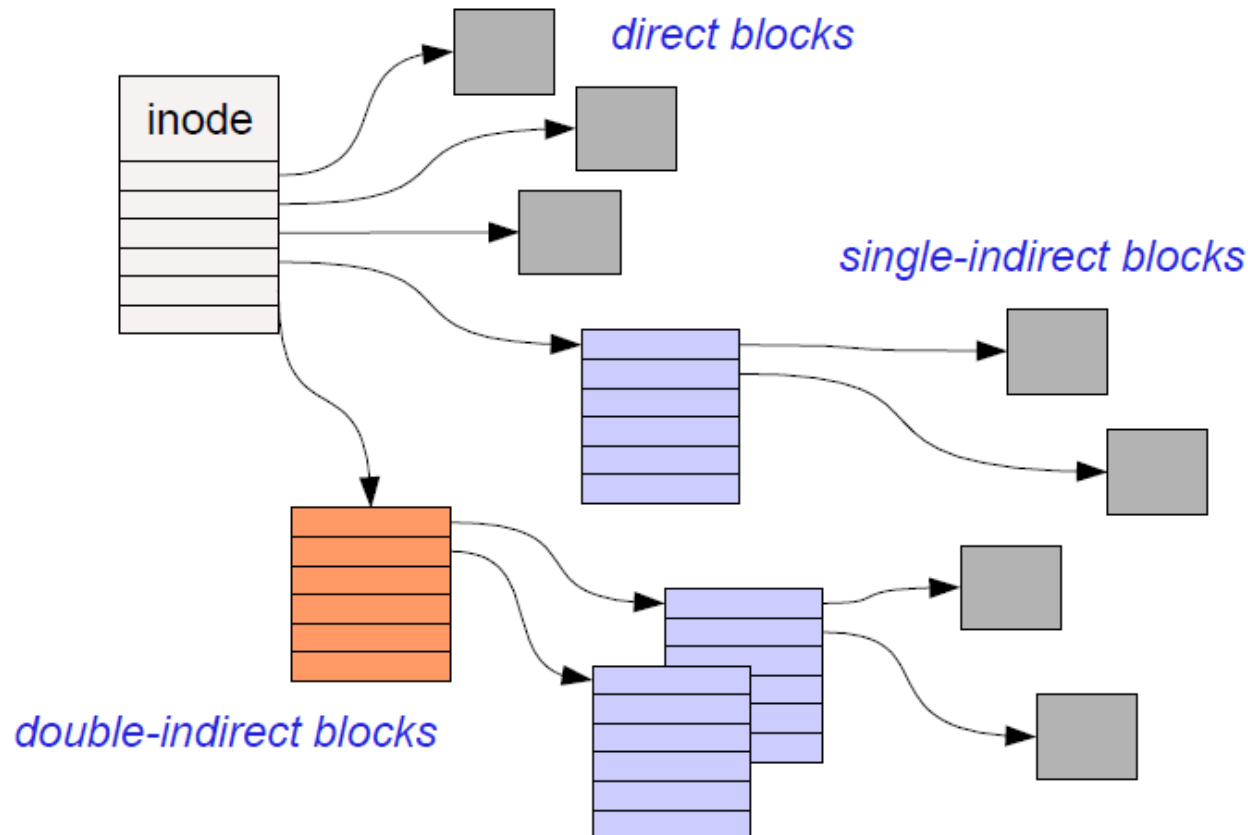 direct blocks
inode
single-indirect blocks
double-indirect blocks